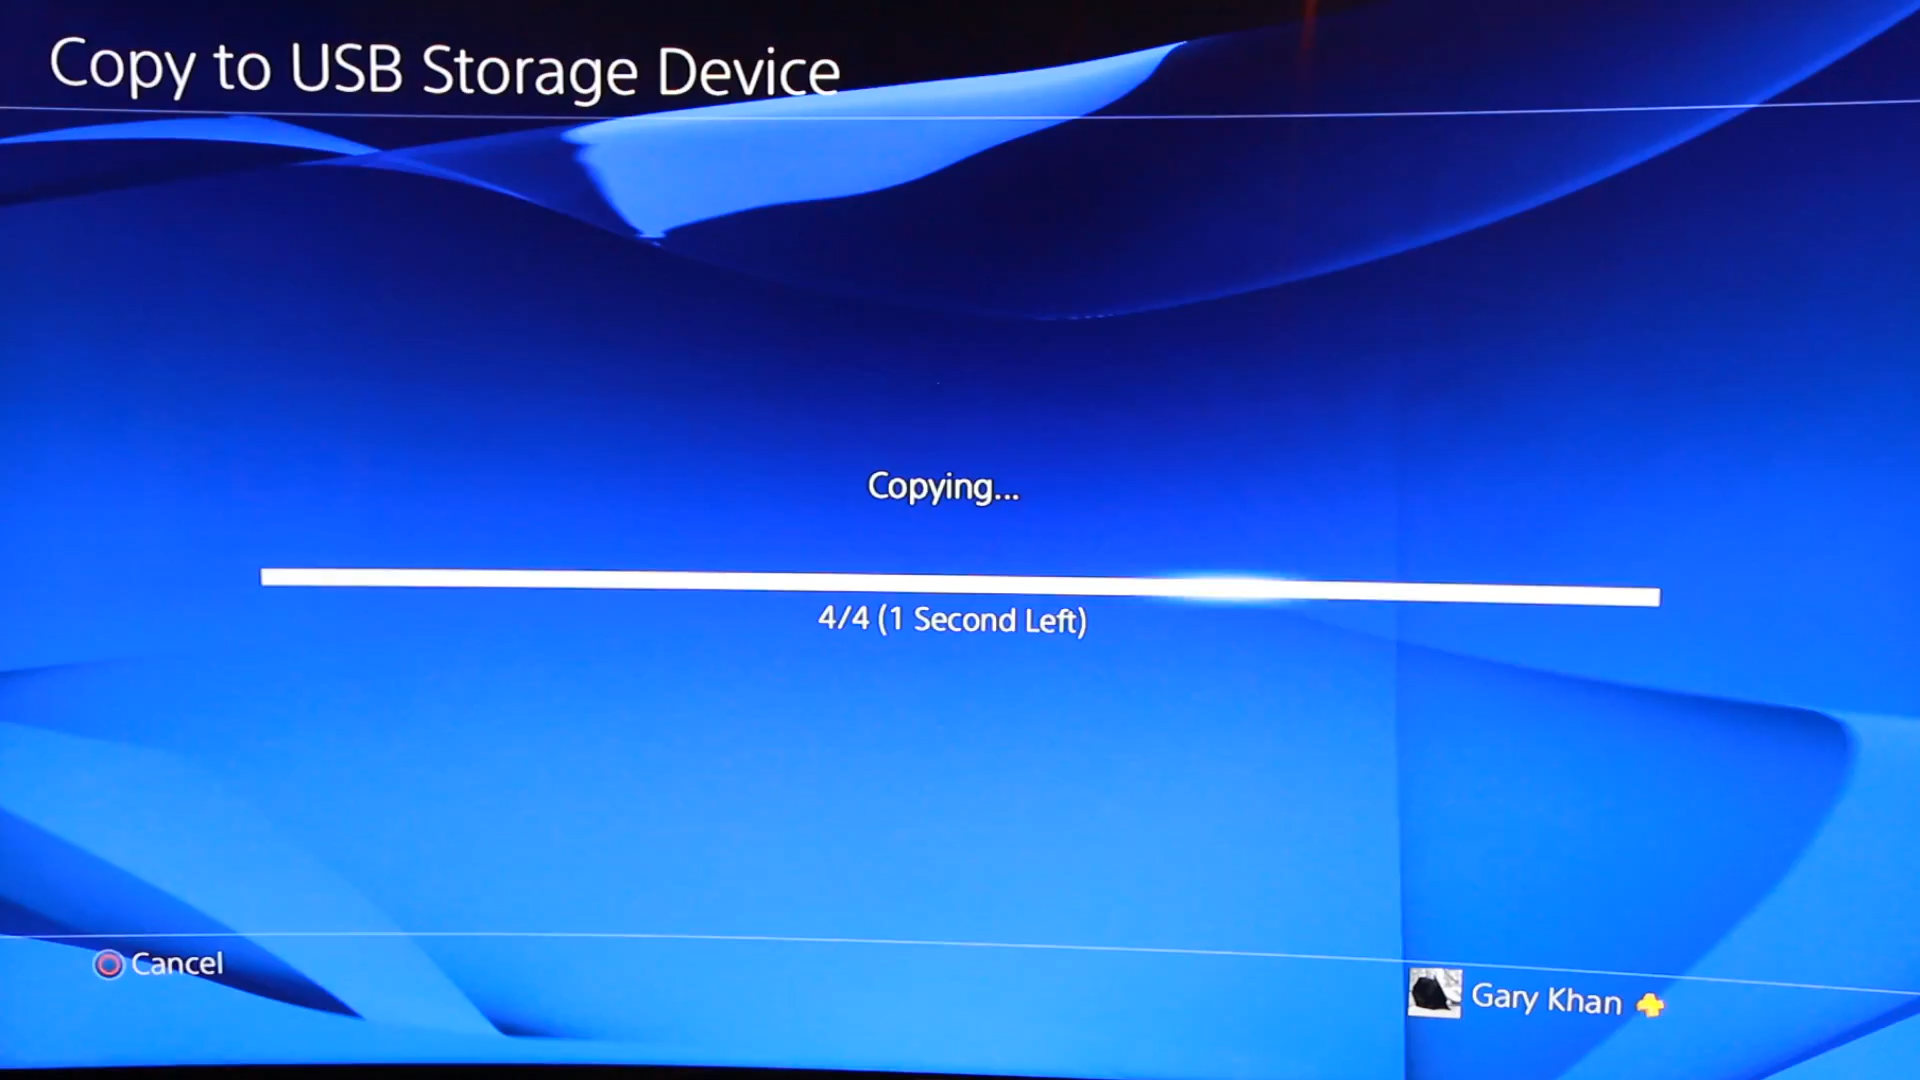 Copy to USB Storage Device
Copying...
4/4 (1 Second Left)
Cancel
Gary Khan